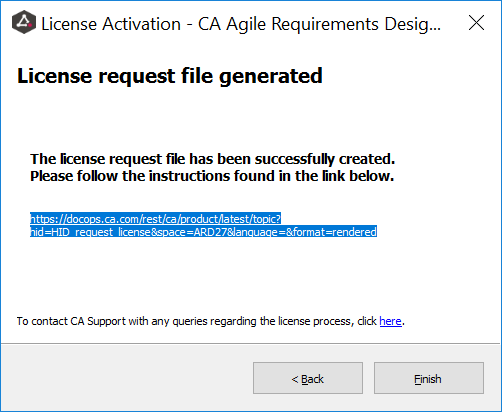 License Activation - CA Agile Requirements Desig...
License request file generated
The license request file has been successfully created.
Please follow the instructions found in the link below.
https://docops.ca.com/rest/ca/product/latest/topic?
hid=HID_request_license&space=ARD27&language=&format=rendered
To contact CA Support with any queries regarding the license process, click here.
< Back
Finish